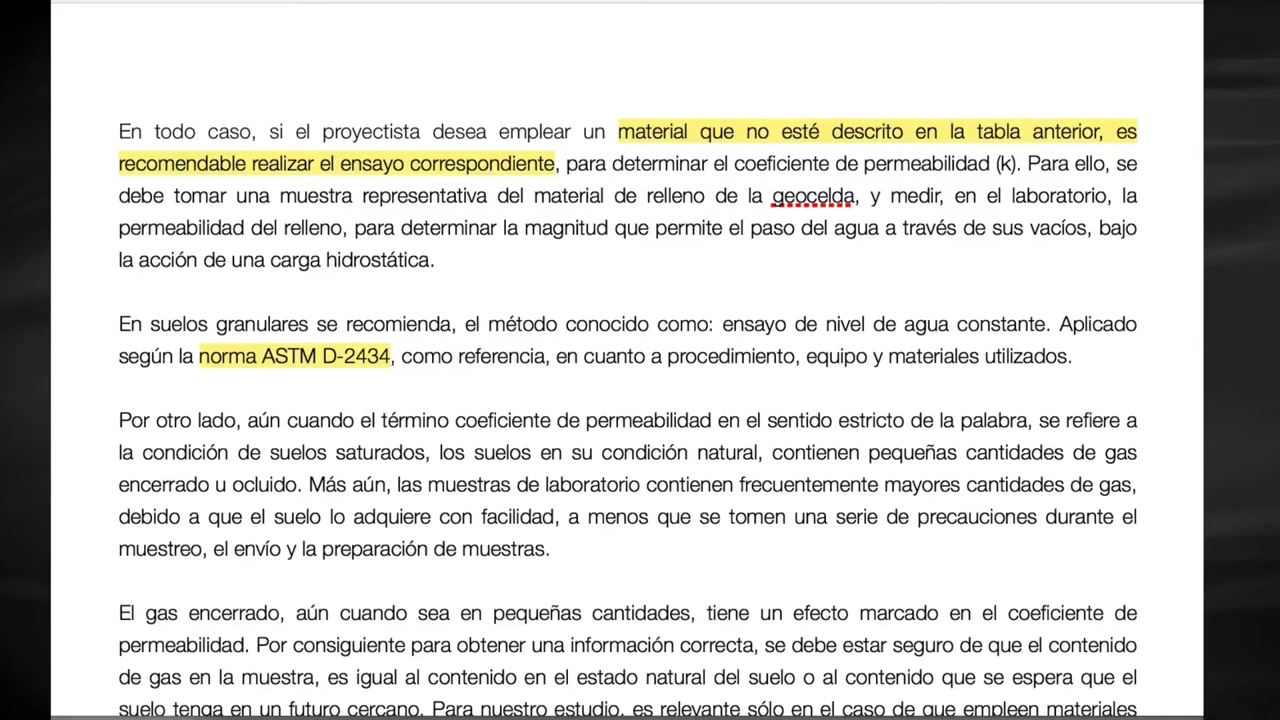 En todo caso, si el proyectista desea emplear un material que no esté descrito en la tabla anterior, es
recomendable realizar el ensayo correspondiente, para determinar el coeficiente de permeabilidad (k). Para ello, se
debe tomar una muestra representativa del material de relleno de la geocelda, y medir, en el laboratorio, la
permeabilidad del relleno, para determinar la magnitud que permite el paso del agua a través de sus vacíos, bajo
la acción de una carga hidrostática.
En suelos granulares se recomienda, el método conocido como: ensayo de nivel de agua constante. Aplicado
según la norma ASTM D-2434, como referencia, en cuanto a procedimiento, equipo y materiales utilizados.
Por otro lado, aún cuando el término coeficiente de permeabilidad en el sentido estricto de la palabra, se refiere a
la condición de suelos saturados, los suelos en su condición natural, contienen pequeñas cantidades de gas
encerrado u ocluido. Más aún, las muestras de laboratorio contienen frecuentemente mayores cantidades de gas,
debido a que el suelo lo adquiere con facilidad, a menos que se tomen una serie de precauciones durante el
muestreo, el envío y la preparación de muestras.
El gas encerrado, aún cuando sea en pequeñas cantidades, tiene un efecto marcado en el coeficiente de
permeabilidad. Por consiguiente para obtener una información correcta, se debe estar seguro de que el contenido
de gas en la muestra, es igual al contenido en el estado natural del suelo o al contenido que se espera que el
suelo tenga en un futuro cercano. Para nuestro estudio, es relevante sólo en el caso de que empleen materiales